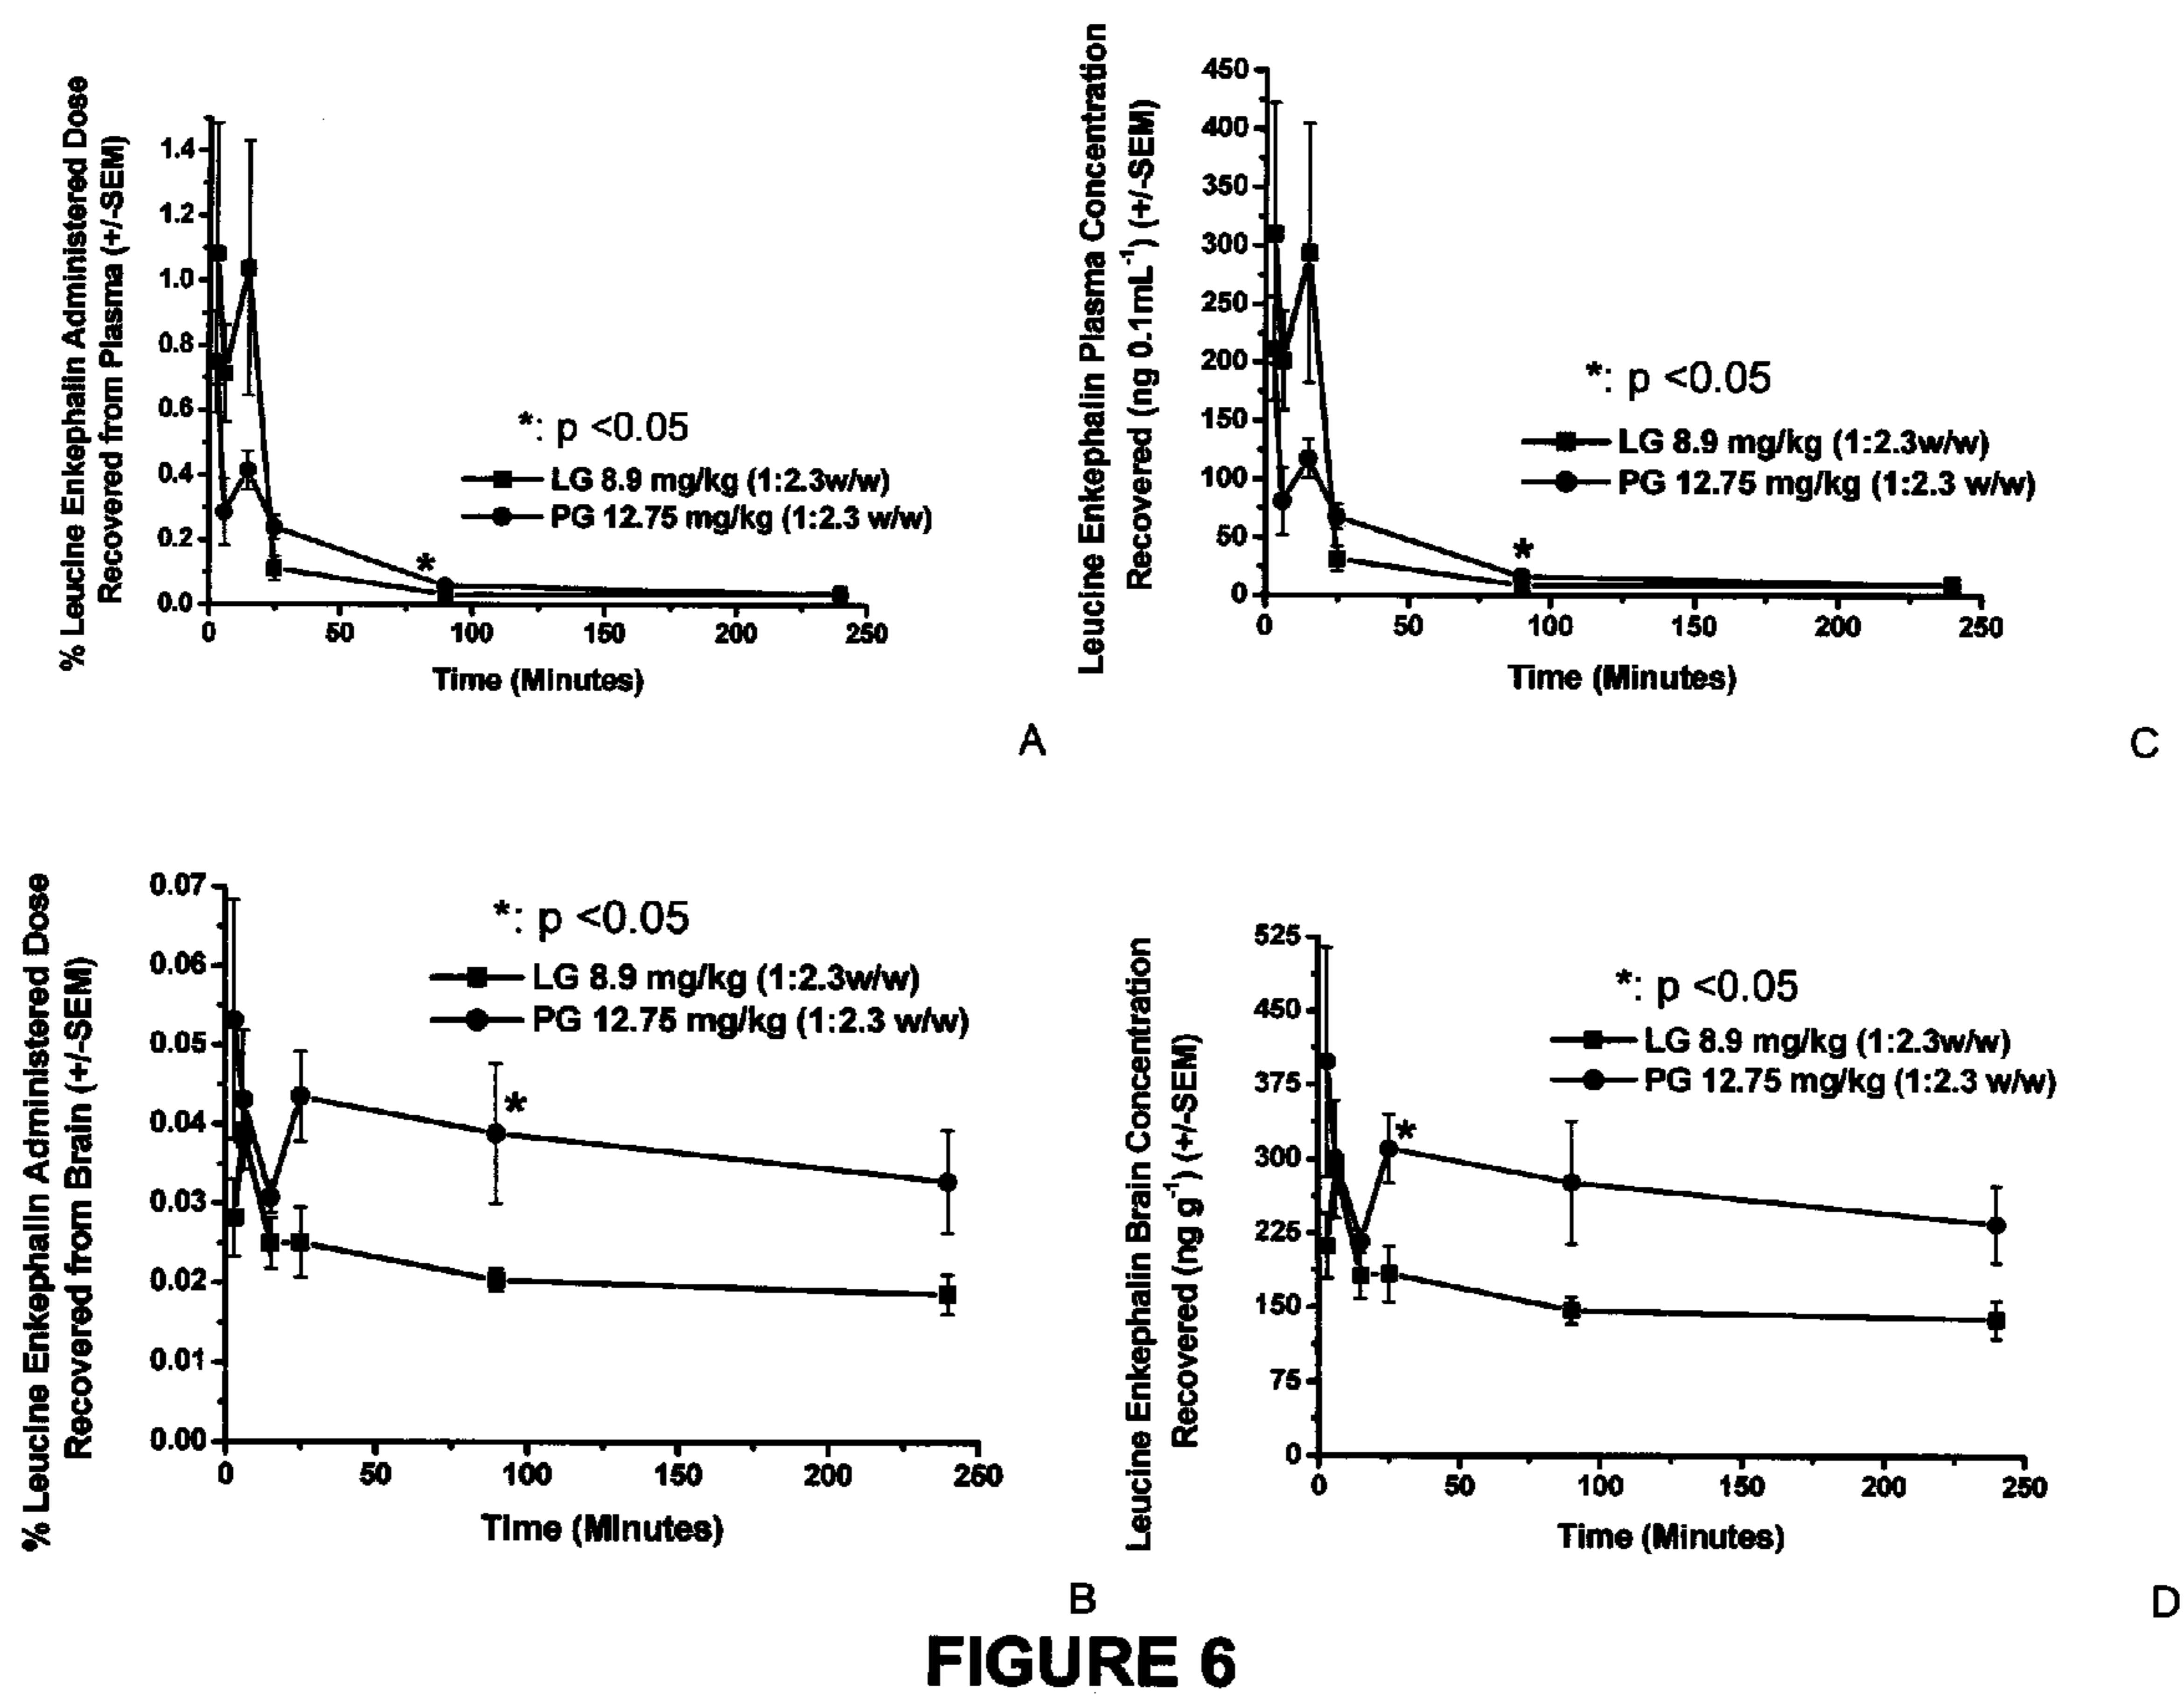 % Leucine Enkephalin Administered Dose
Recovered from Plasma (+/-SEM)
1.4
1.2
1.0
0.8
0.6
0.4
0.2
0.0
*: p <0.05
LG 8.9 mg/kg (1:2.3w/w)
PG 12.75 mg/kg (1:2.3 w/w)
*
0 50 100 150 200 250
Time (Minutes)
A
Leucine Enkephalin Plasma Concentration
Recovered (ng 0.1mL⁻¹) (+/-SEM)
450
400
350
300
250
200
150
100
50
0
*: p <0.05
LG 8.9 mg/kg (1:2.3w/w)
PG 12.75 mg/kg (1:2.3 w/w)
*
0 50 100 150 200 250
Time (Minutes)
C
% Leucine Enkephalin Administered Dose
Recovered from Brain (+/-SEM)
0.07
0.06
0.05
0.04
0.03
0.02
0.01
0.00
*: p <0.05
LG 8.9 mg/kg (1:2.3w/w)
PG 12.75 mg/kg (1:2.3 w/w)
*
0 50 100 150 200 250
Time (Minutes)
B
Leucine Enkephalin Brain Concentration
Recovered (ng g⁻¹) (+/-SEM)
525
450
375
300
225
150
75
0
*: p <0.05
LG 8.9 mg/kg (1:2.3w/w)
PG 12.75 mg/kg (1:2.3 w/w)
*
0 50 100 150 200 250
Time (Minutes)
D
FIGURE 6